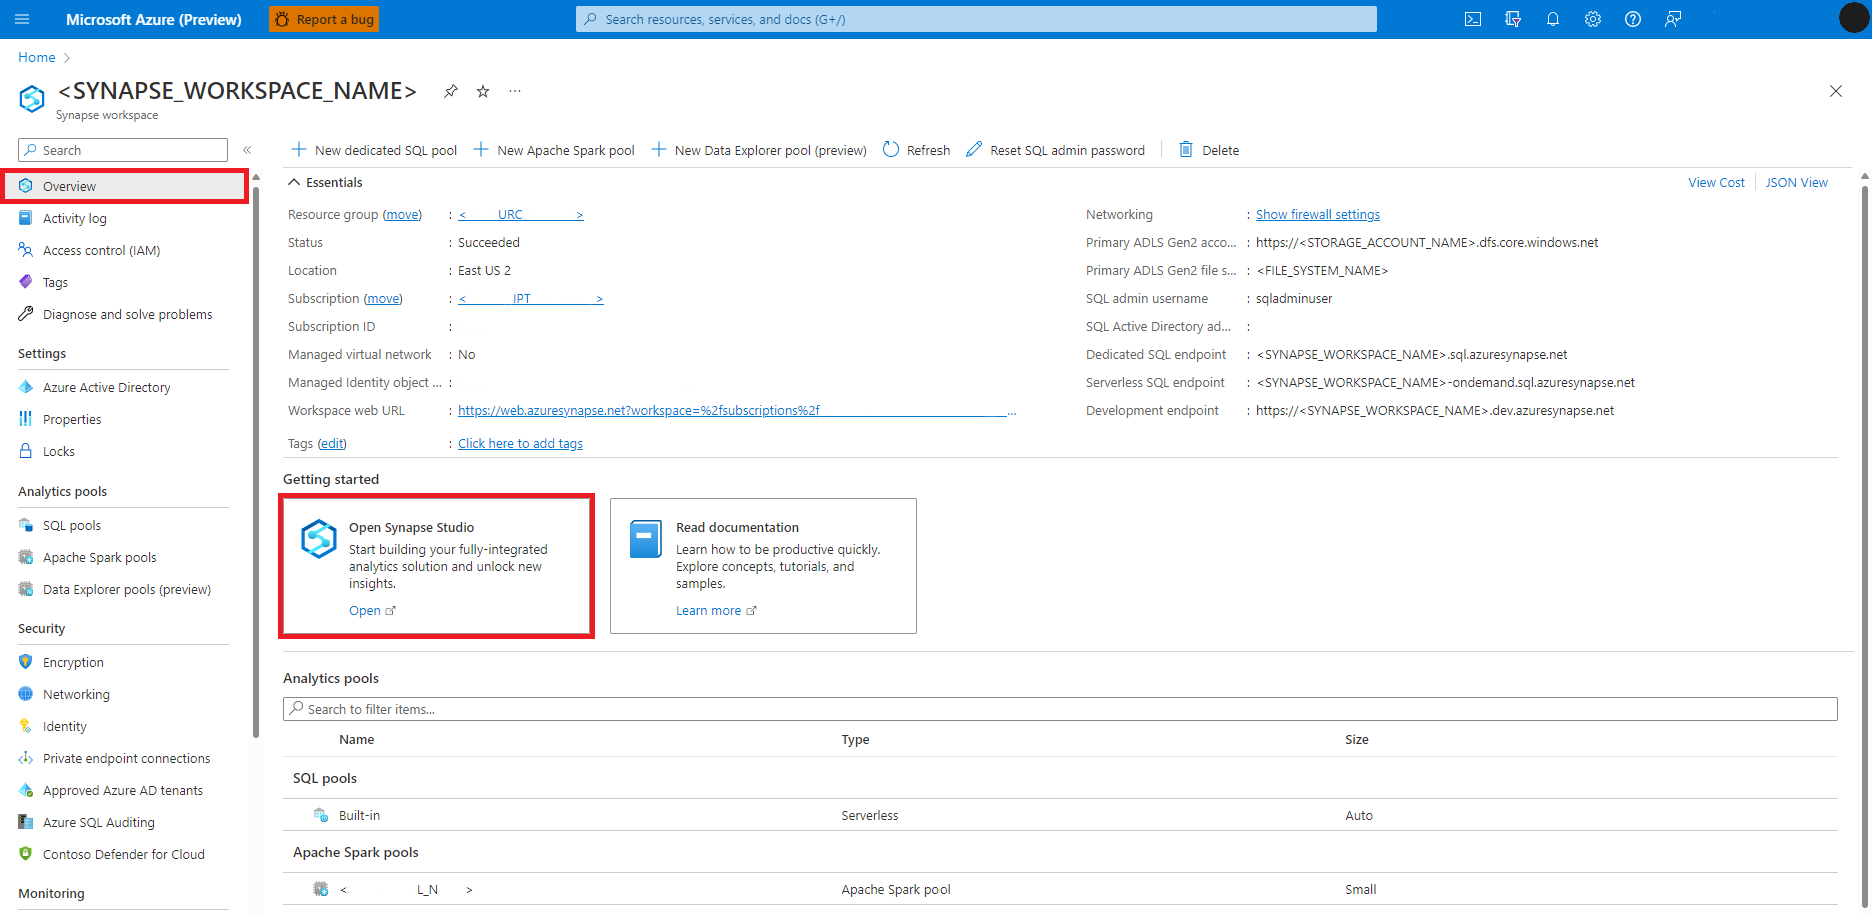 Microsoft Azure (Preview)
Report a bug
Search resources, services, and docs (G+/)
Home
<SYNAPSE_WORKSPACE_NAME>
Synapse workspace
Search
«
Overview
Activity log
Access control (IAM)
Tags
Diagnose and solve problems
Settings
Azure Active Directory
Properties
Locks
Analytics pools
SQL pools
Apache Spark pools
Data Explorer pools (preview)
Security
Encryption
Networking
Identity
Private endpoint connections
Approved Azure AD tenants
Azure SQL Auditing
Contoso Defender for Cloud
Monitoring
New dedicated SQL pool
New Apache Spark pool
New Data Explorer pool (preview)
Refresh
Reset SQL admin password
Delete
Essentials
View Cost
JSON View
Resource group (move) : < URC >
Status : Succeeded
Location : East US 2
Subscription (move) : < IPT >
Subscription ID :
Managed virtual network : No
Managed Identity object ... :
Workspace web URL : https://web.azuresynapse.net?workspace=%2fsubscriptions%2f ...
Tags (edit) : Click here to add tags
Networking : Show firewall settings
Primary ADLS Gen2 acco... : https://<STORAGE_ACCOUNT_NAME>.dfs.core.windows.net
Primary ADLS Gen2 file s... : <FILE_SYSTEM_NAME>
SQL admin username : sqladminuser
SQL Active Directory ad... :
Dedicated SQL endpoint : <SYNAPSE_WORKSPACE_NAME>.sql.azuresynapse.net
Serverless SQL endpoint : <SYNAPSE_WORKSPACE_NAME>-ondemand.sql.azuresynapse.net
Development endpoint : https://<SYNAPSE_WORKSPACE_NAME>.dev.azuresynapse.net
Getting started
Open Synapse Studio
Start building your fully-integrated
analytics solution and unlock new
insights.
Open
Read documentation
Learn how to be productive quickly.
Explore concepts, tutorials, and
samples.
Learn more
Analytics pools
Search to filter items...
Name Type Size
SQL pools
Built-in Serverless Auto
Apache Spark pools
< L_N > Apache Spark pool Small